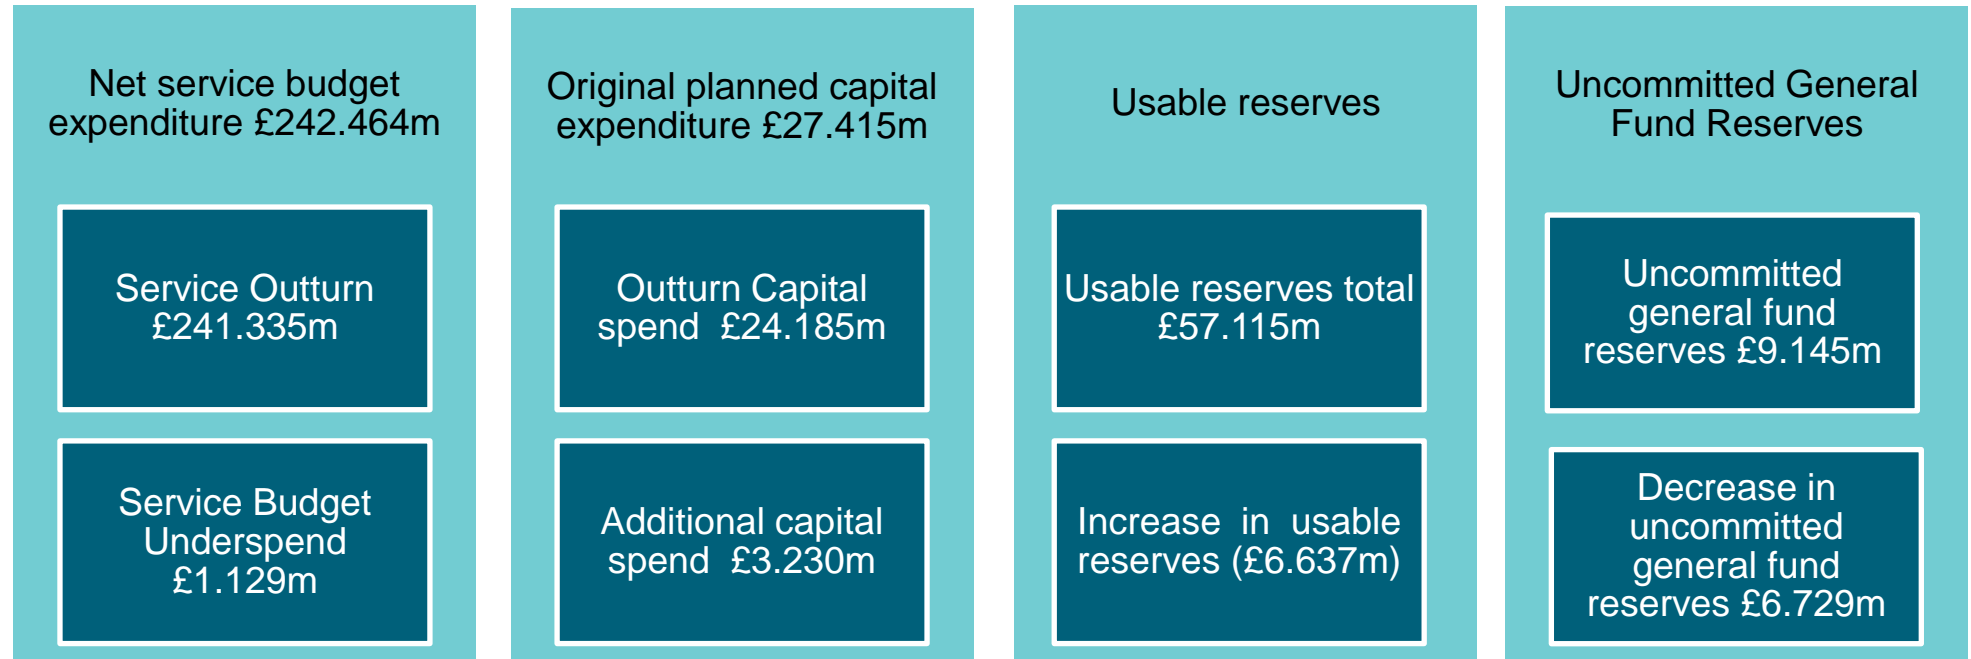 Net service budget
expenditure £242.464m
Service Outturn
£241.335m
Service Budget
Underspend
£1.129m
Original planned capital
expenditure £27.415m
Outturn Capital
spend £24.185m
Additional capital
spend £3.230m
Usable reserves
Usable reserves total
£57.115m
Increase in usable
reserves (£6.637m)
Uncommitted General
Fund Reserves
Uncommitted
general fund
reserves £9.145m
Decrease in
uncommitted
general fund
reserves £6.729m